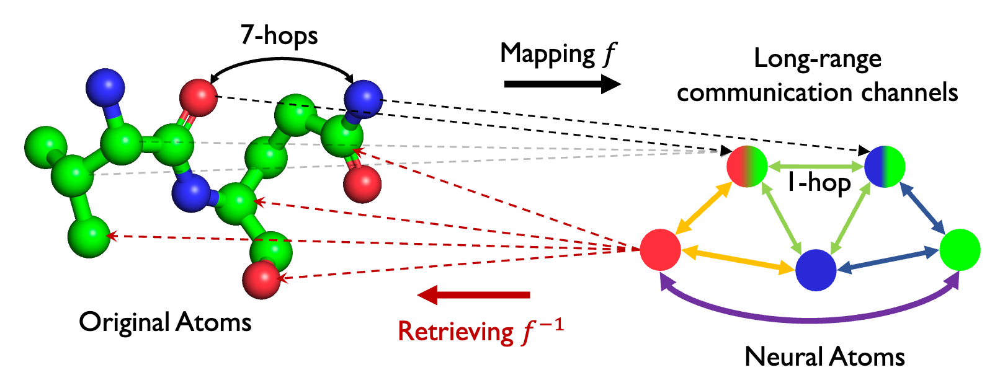 7-hops
Mapping f
Long-range
communication channels
1-hop
Original Atoms
Retrieving f⁻¹
Neural Atoms